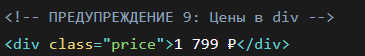 <!-- ПРЕДУПРЕЖДЕНИЕ 9: Цены в div -->
<div class="price">1 799 ₽</div>